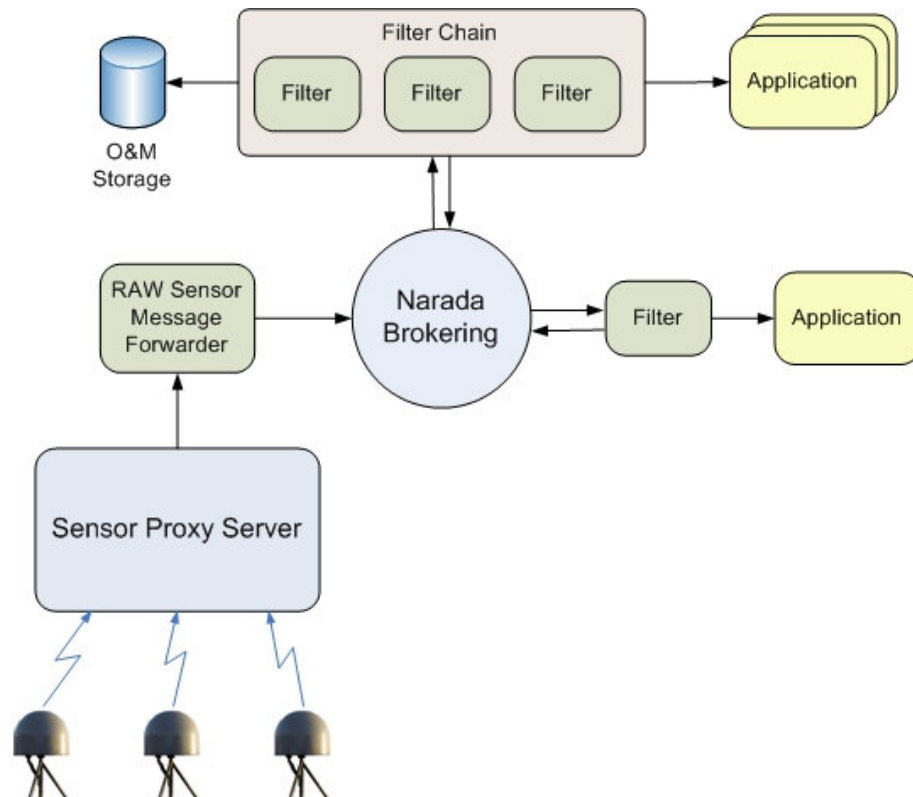 Filter Chain
Filter
Filter
Filter
Application
O&M
Storage
RAW Sensor
Message
Forwarder
Narada
Brokering
Filter
Application
Sensor Proxy Server